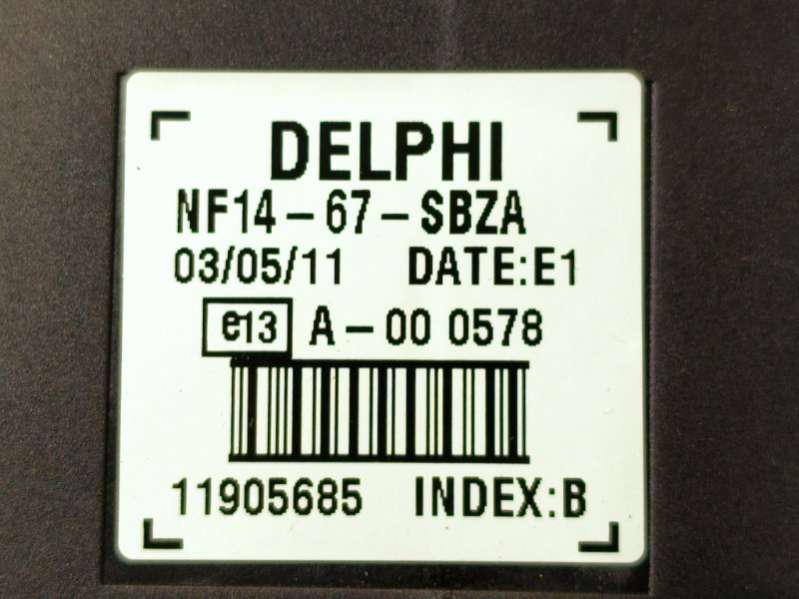 DELPHI
NF14-67-SBZA
03/05/11 DATE:E1
e13 A-00 0578
11905685 INDEX:B